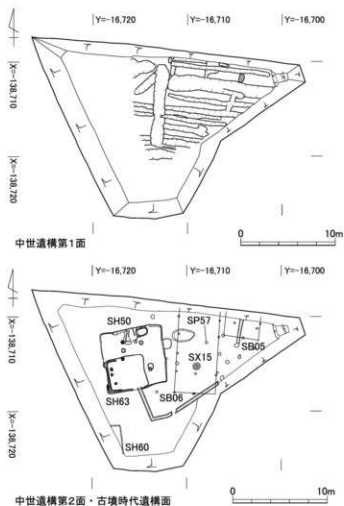 Y=-16,720 Y=-16,710 Y=-16,700
X=-138,710
X=-138,720
中世遺構第1面
0 10m
Y=-16,720 Y=-16,710 Y=-16,700
X=-138,710
X=-138,720
SH50
SP57
SX15
SB05
SH63
SB06
SH60
中世遺構第2面・古墳時代遺構面
0 10m